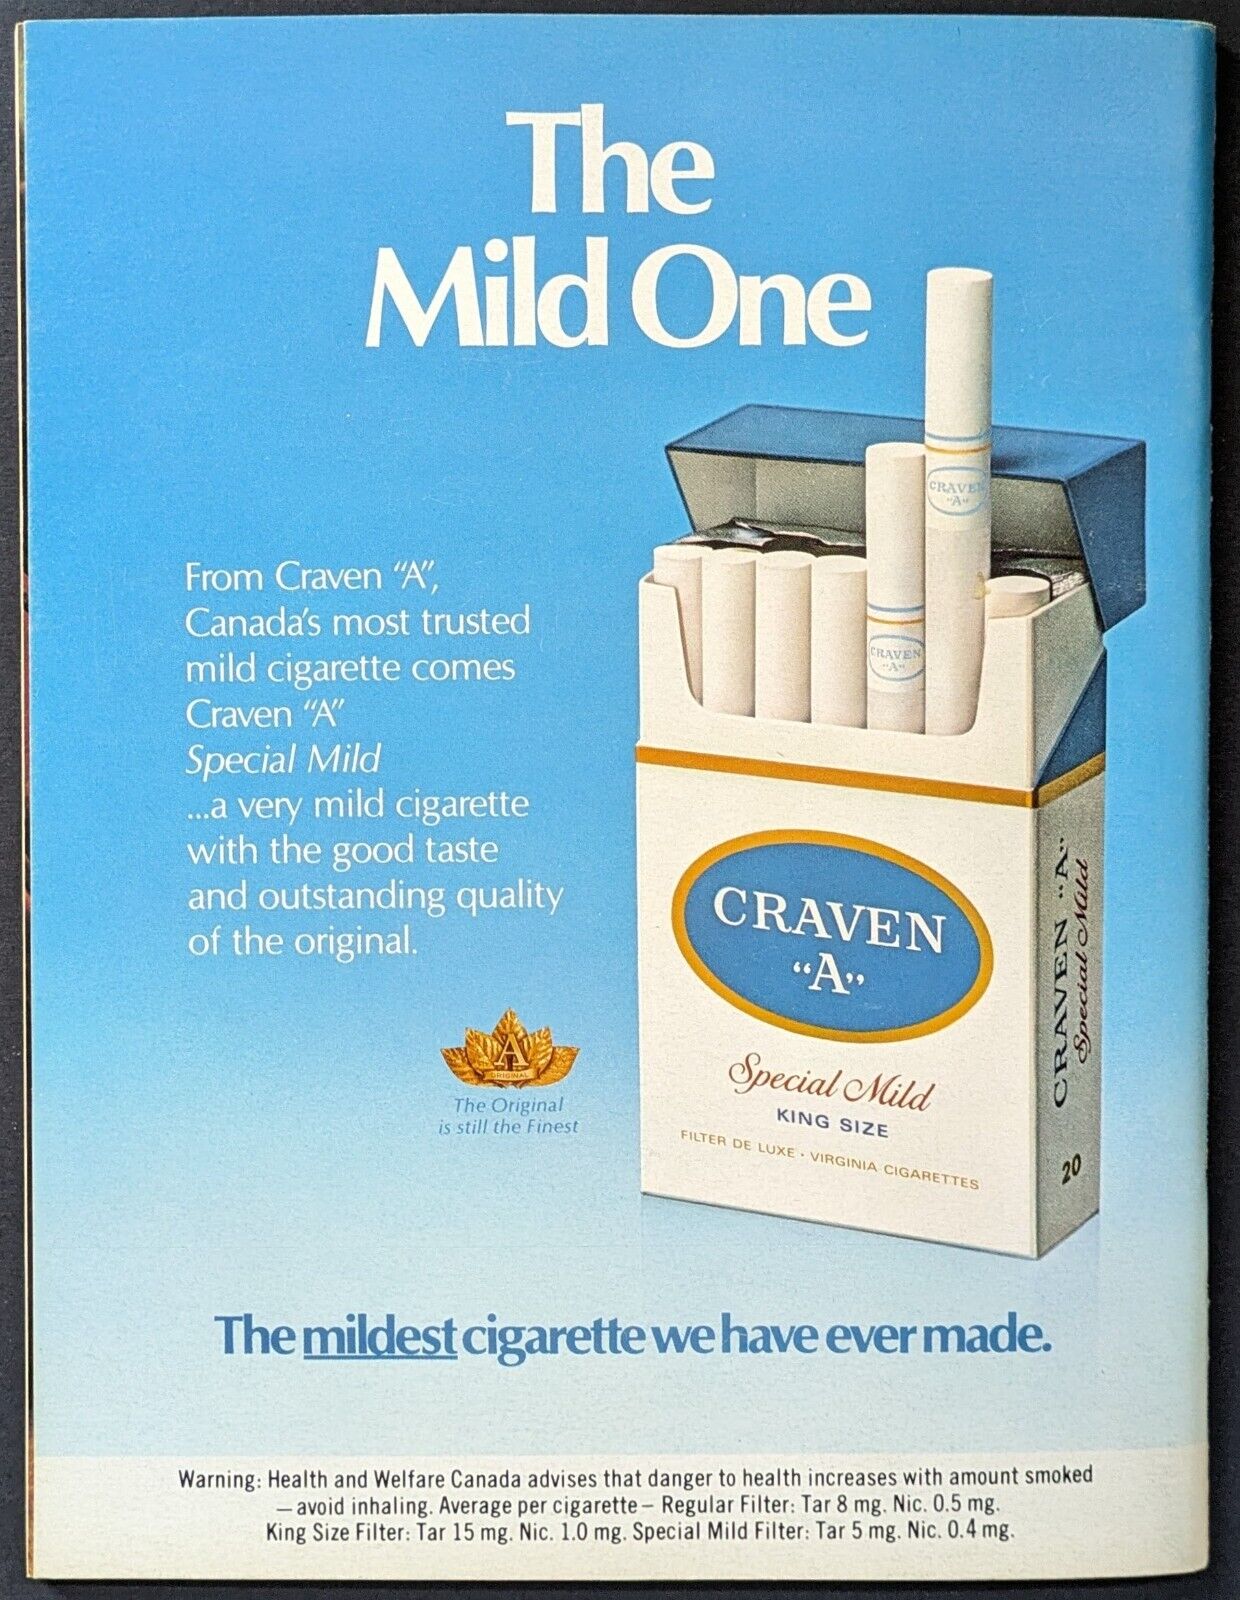 The
Mild One
From Craven “A”,
Canada's most trusted
mild cigarette comes
Craven “A”
Special Mild
...a very mild cigarette
with the good taste
and outstanding quality
of the original.
CRAVEN
“A”
CRAVEN
“A”
CRAVEN
“A”
Special Mild
KING SIZE
FILTER DE LUXE · VIRGINIA CIGARETTES
CRAVEN “A”
Special Mild
20
A
ORIGINAL
The Original
is still the Finest
The mildest cigarette we have ever made.
Warning: Health and Welfare Canada advises that danger to health increases with amount smoked
—avoid inhaling. Average per cigarette— Regular Filter: Tar 8 mg. Nic. 0.5 mg.
King Size Filter: Tar 15 mg. Nic. 1.0 mg. Special Mild Filter: Tar 5 mg. Nic. 0.4 mg.